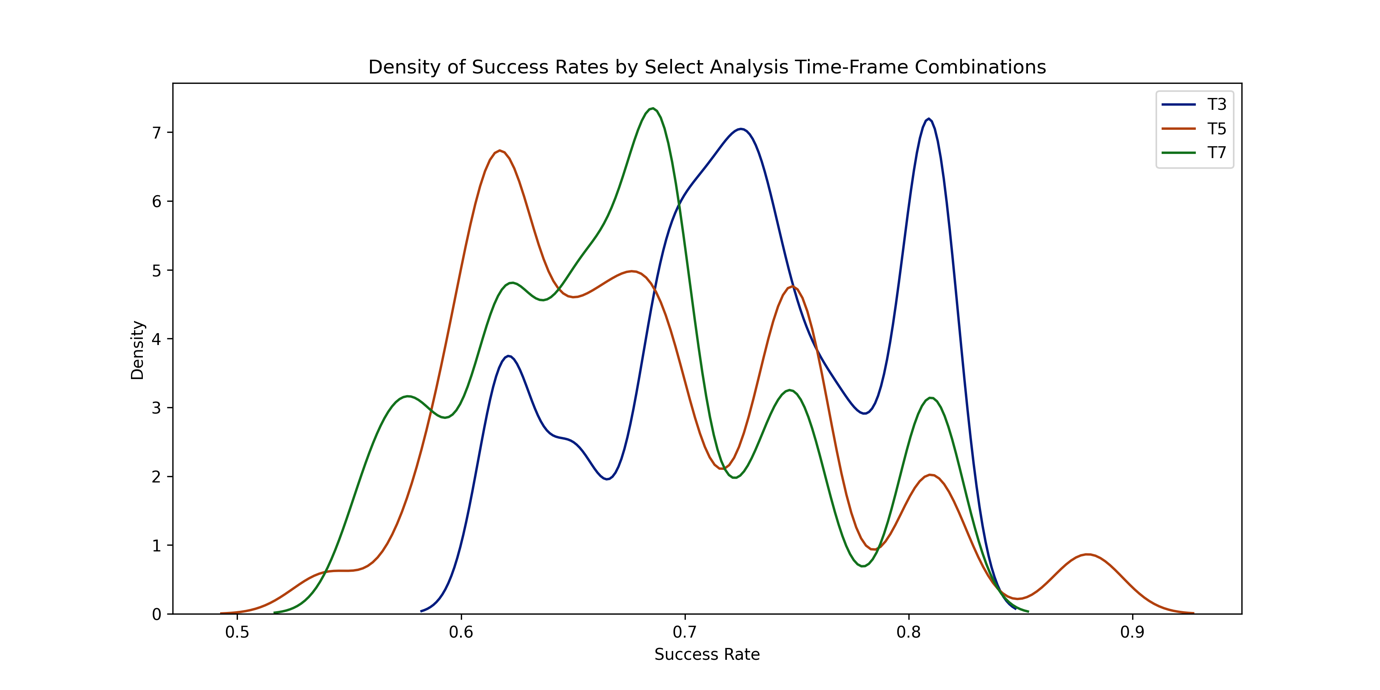 Density of Success Rates by Select Analysis Time-Frame Combinations
T3
T5
T7
7
6
5
4
3
2
1
0
Density
0.5 0.6 0.7 0.8 0.9
Success Rate